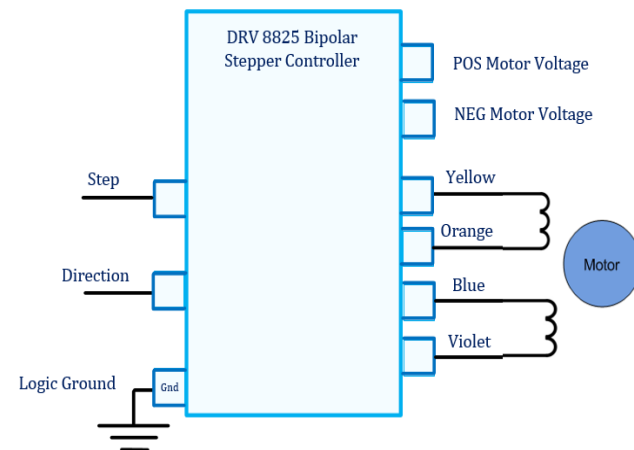 DRV 8825 Bipolar
Stepper Controller
POS Motor Voltage
NEG Motor Voltage
Step
Yellow
Orange
Motor
Direction
Blue
Violet
Logic Ground
Gnd